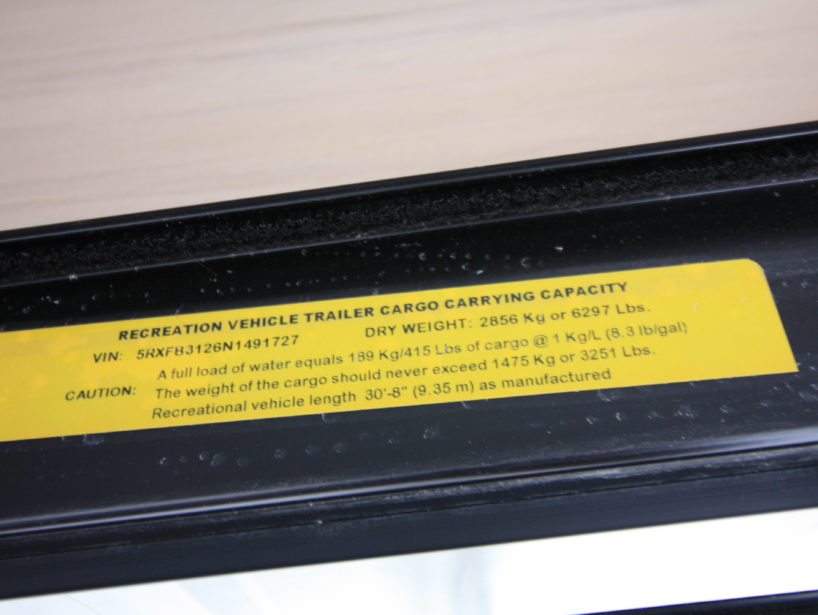 RECREATION VEHICLE TRAILER CARGO CARRYING CAPACITY
VIN: 5RXFB3126N1491727 DRY WEIGHT: 2856 Kg or 6297 Lbs.
A full load of water equals 189 Kg/415 Lbs of cargo @ 1 Kg/L (8.3 lb/gal)
CAUTION: The weight of the cargo should never exceed 1475 Kg or 3251 Lbs.
Recreational vehicle length 30'-8" (9.35 m) as manufactured